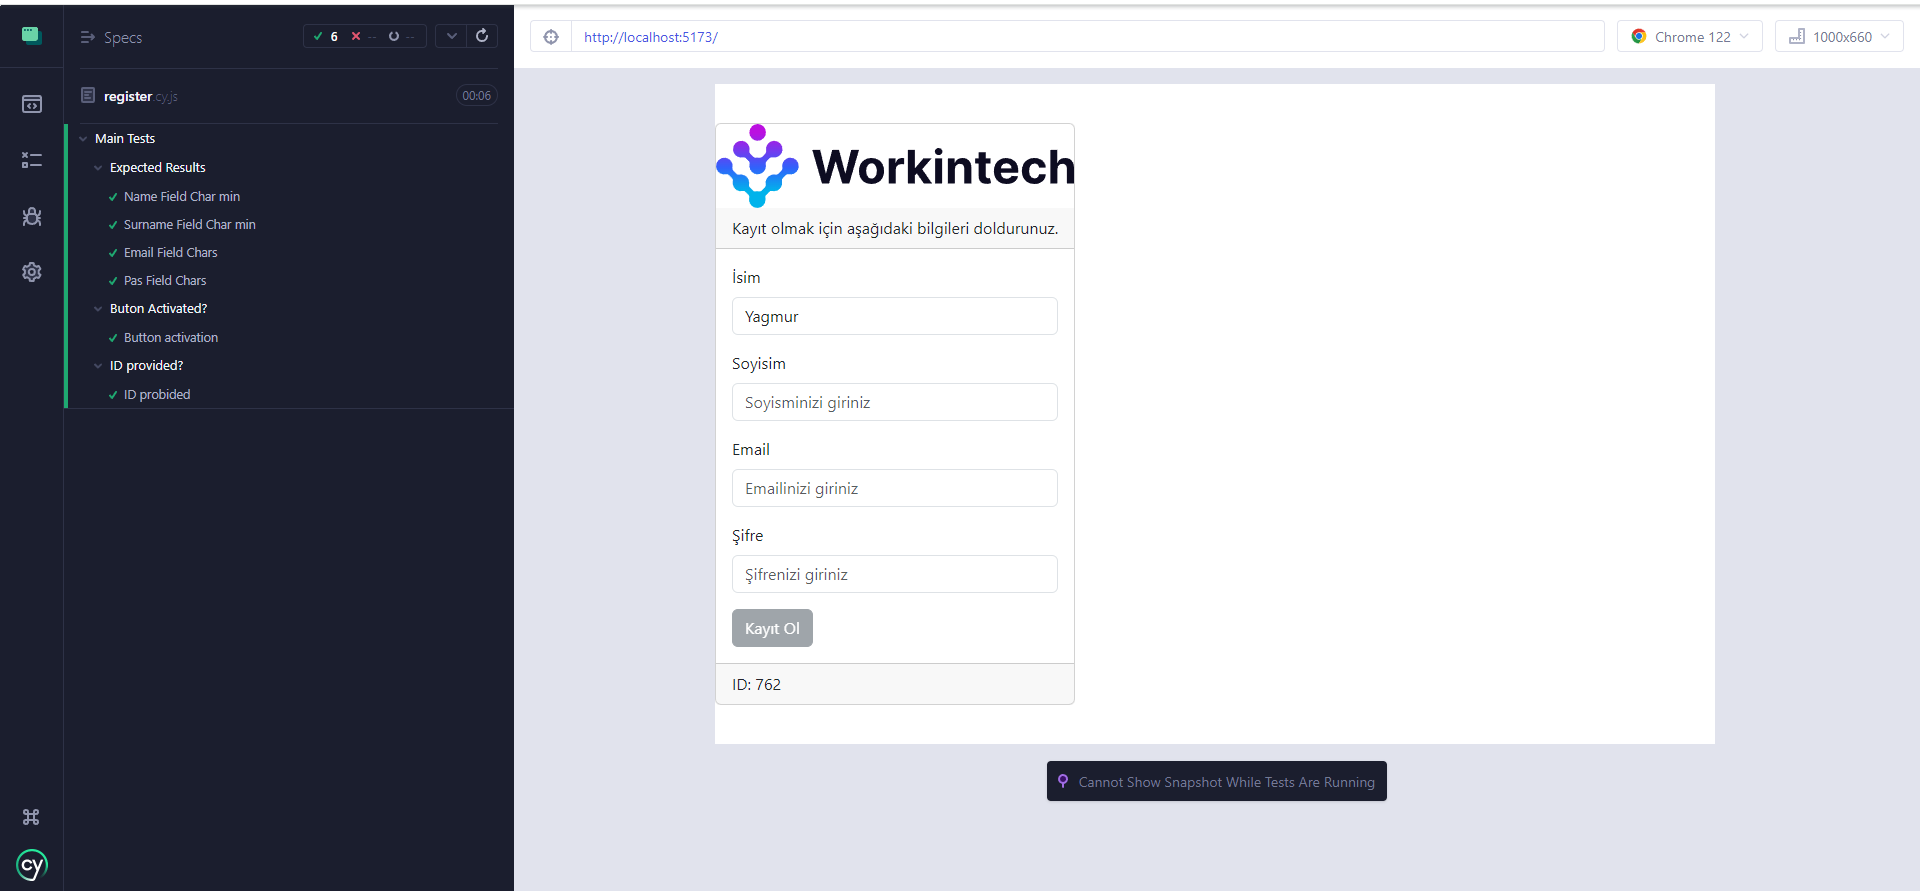 Specs
6 -- --
register.cy.js 00:06
Main Tests
Expected Results
Name Field Char min
Surname Field Char min
Email Field Chars
Pas Field Chars
Buton Activated?
Button activation
ID provided?
ID probided
cy
http://localhost:5173/
Chrome 122
1000x660
Workintech
Kayıt olmak için aşağıdaki bilgileri doldurunuz.
İsim
Yagmur
Soyisim
Soyisminizi giriniz
Email
Emailinizi giriniz
Şifre
Şifrenizi giriniz
Kayıt Ol
ID: 762
Cannot Show Snapshot While Tests Are Running